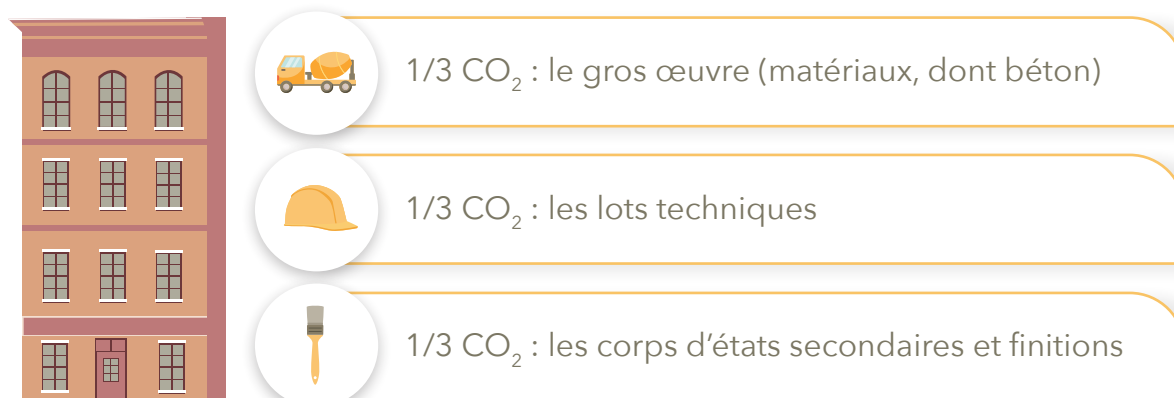 1/3 CO₂ : le gros œuvre (matériaux, dont béton)
1/3 CO₂ : les lots techniques
1/3 CO₂ : les corps d’états secondaires et finitions